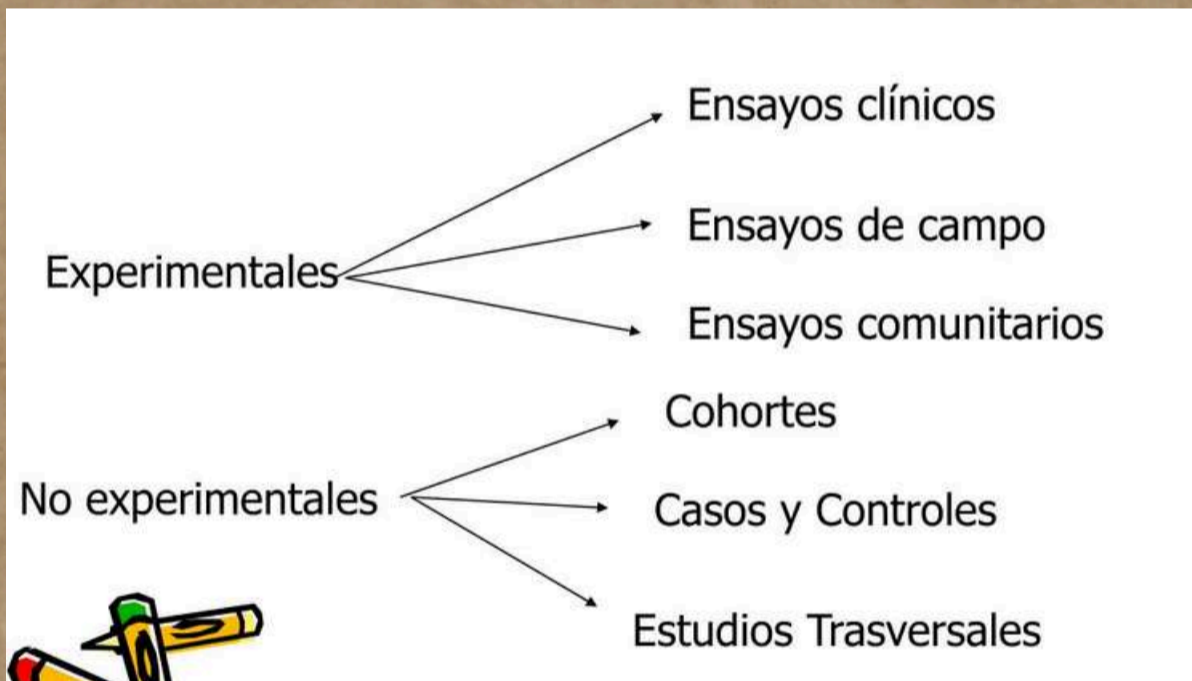 Ensayos clínicos
Ensayos de campo
Experimentales
Ensayos comunitarios
Cohortes
No experimentales
Casos y Controles
Estudios Trasversales